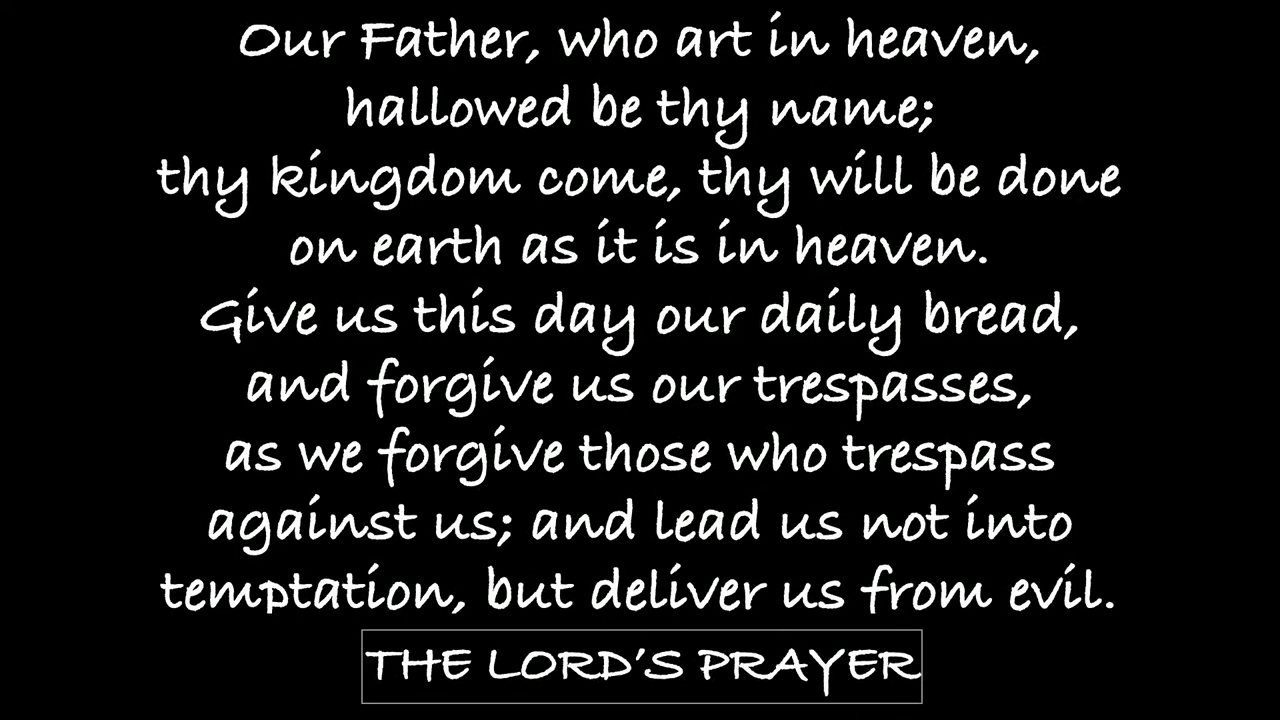 Our Father, who art in heaven,
hallowed be thy name;
thy kingdom come, thy will be done
on earth as it is in heaven.
Give us this day our daily bread,
and forgive us our trespasses,
as we forgive those who trespass
against us; and lead us not into
temptation, but deliver us from evil.
THE LORD'S PRAYER